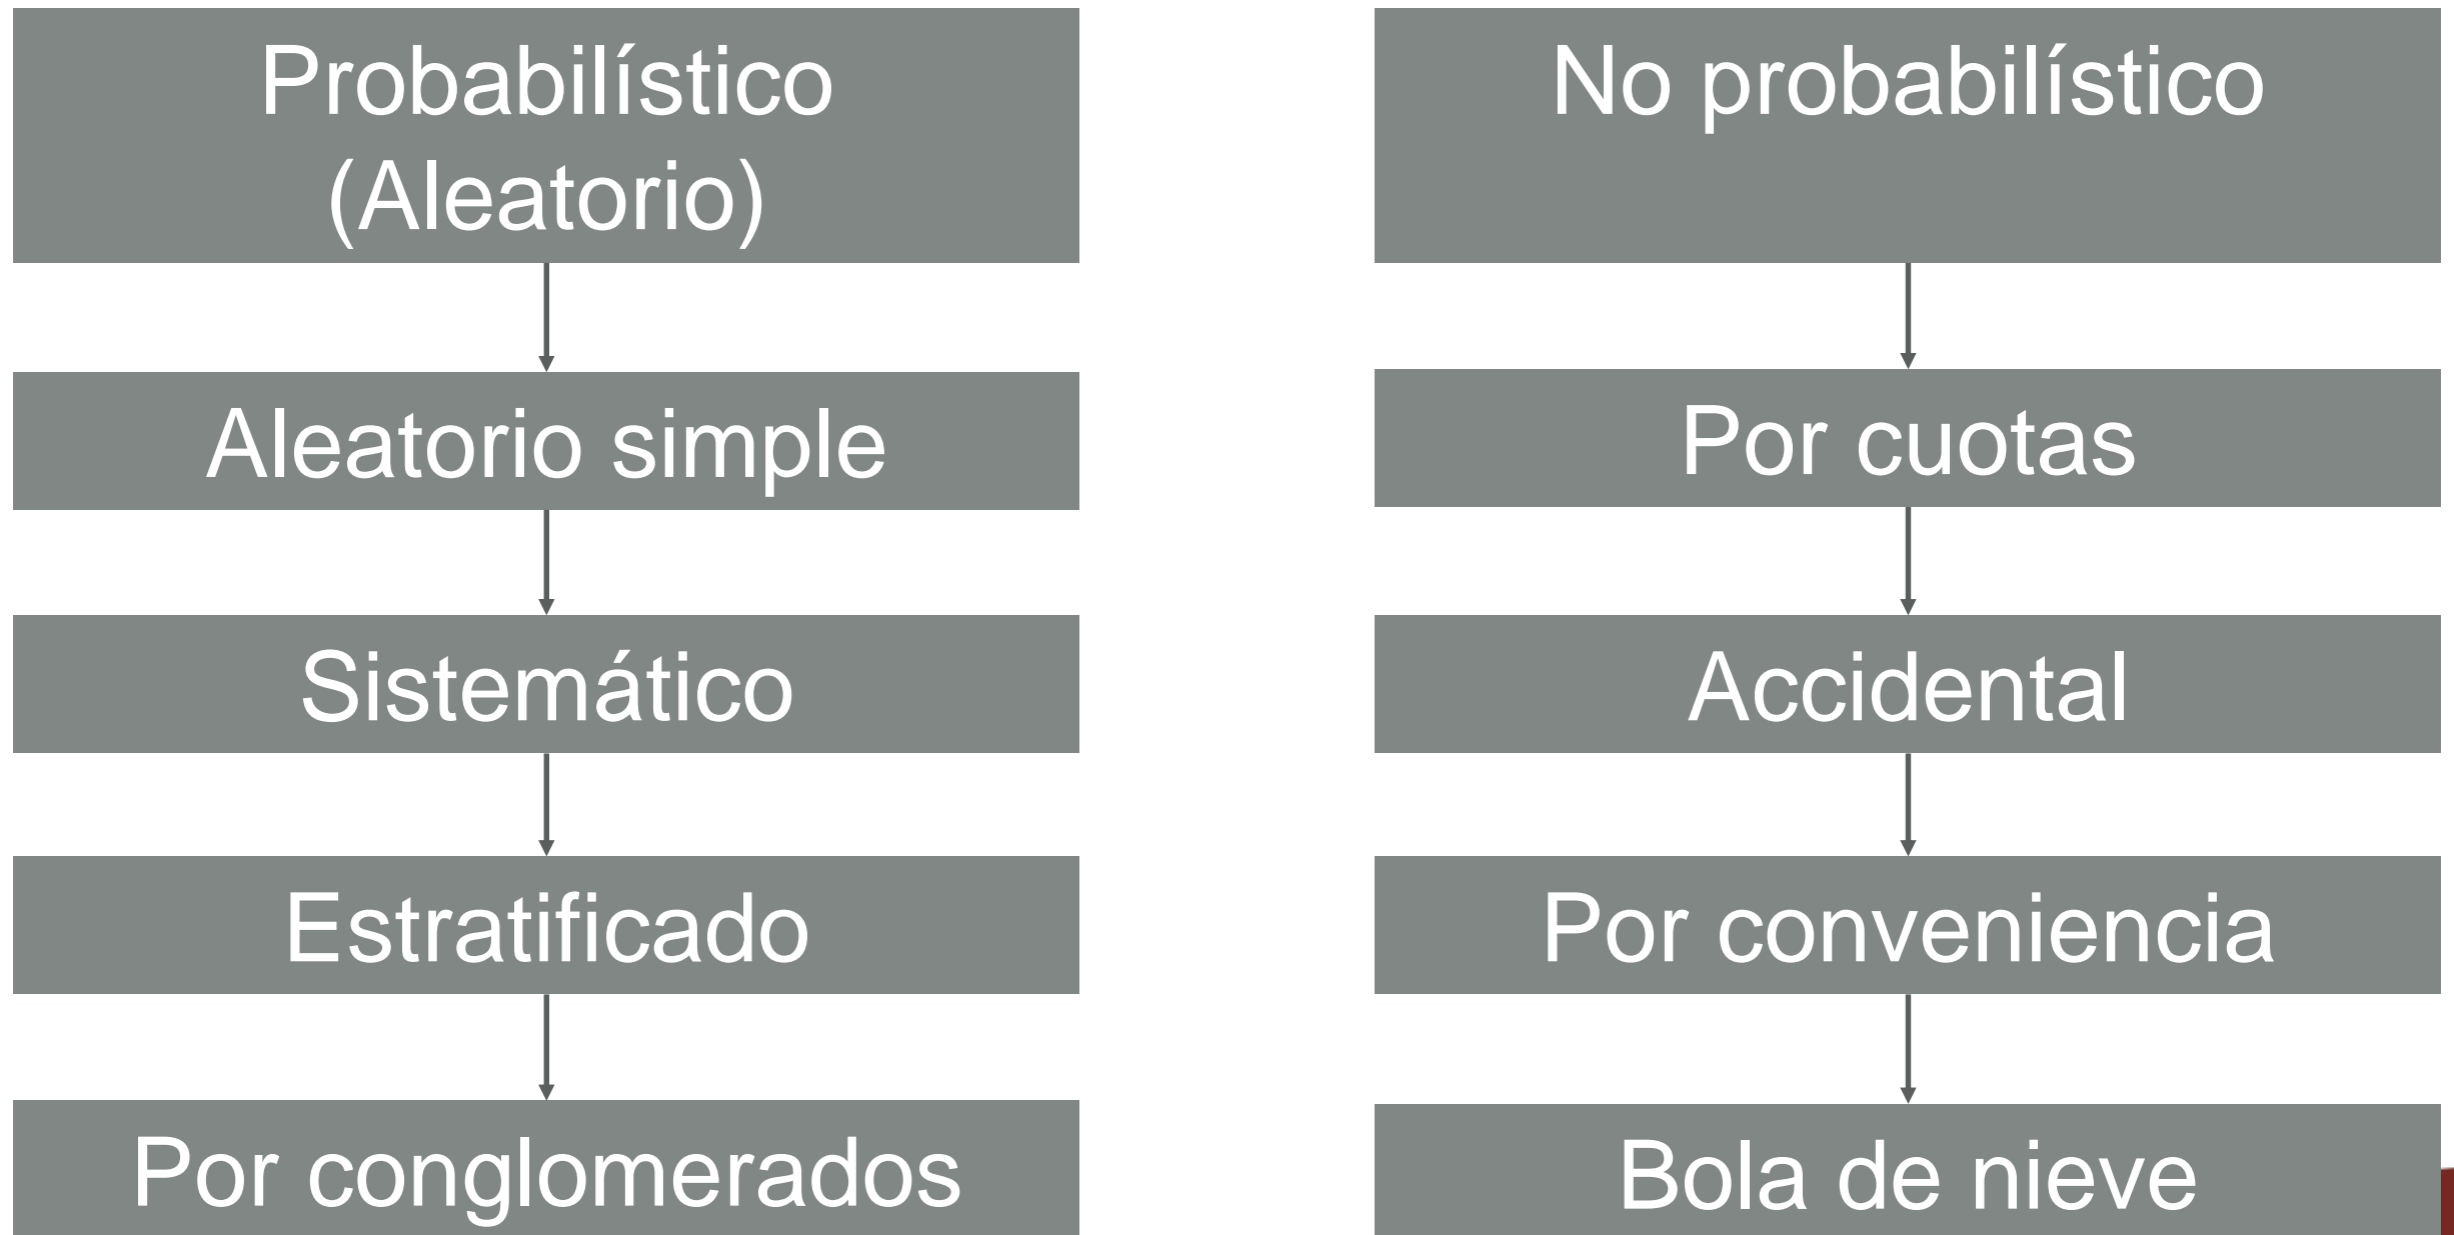 Probabilístico
(Aleatorio)
Aleatorio simple
Sistemático
Estratificado
Por conglomerados
No probabilístico
Por cuotas
Accidental
Por conveniencia
Bola de nieve